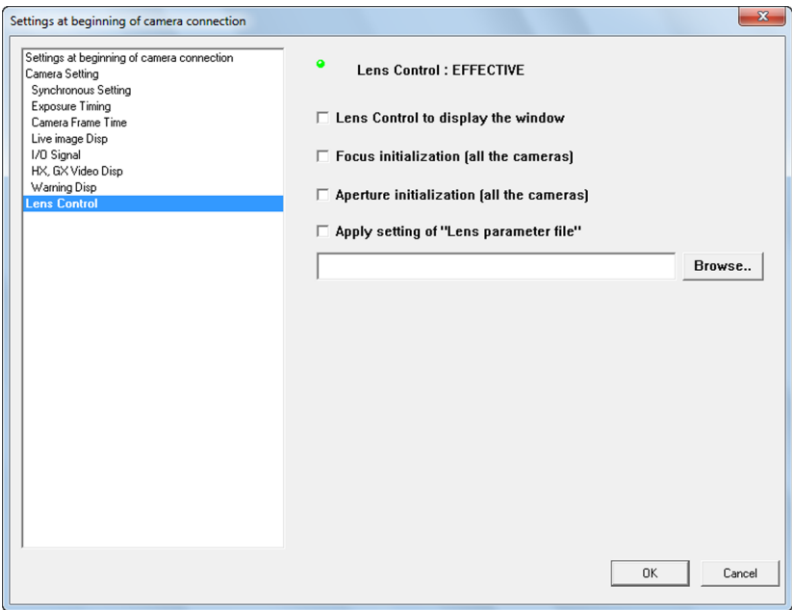 Settings at beginning of camera connection
Settings at beginning of camera connection
Camera Setting
Synchronous Setting
Exposure Timing
Camera Frame Time
Live image Disp
I/O Signal
HX, GX Video Disp
Warning Disp
Lens Control
Lens Control : EFFECTIVE
Lens Control to display the window
Focus initialization (all the cameras)
Aperture initialization (all the cameras)
Apply setting of "Lens parameter file"
Browse..
OK
Cancel